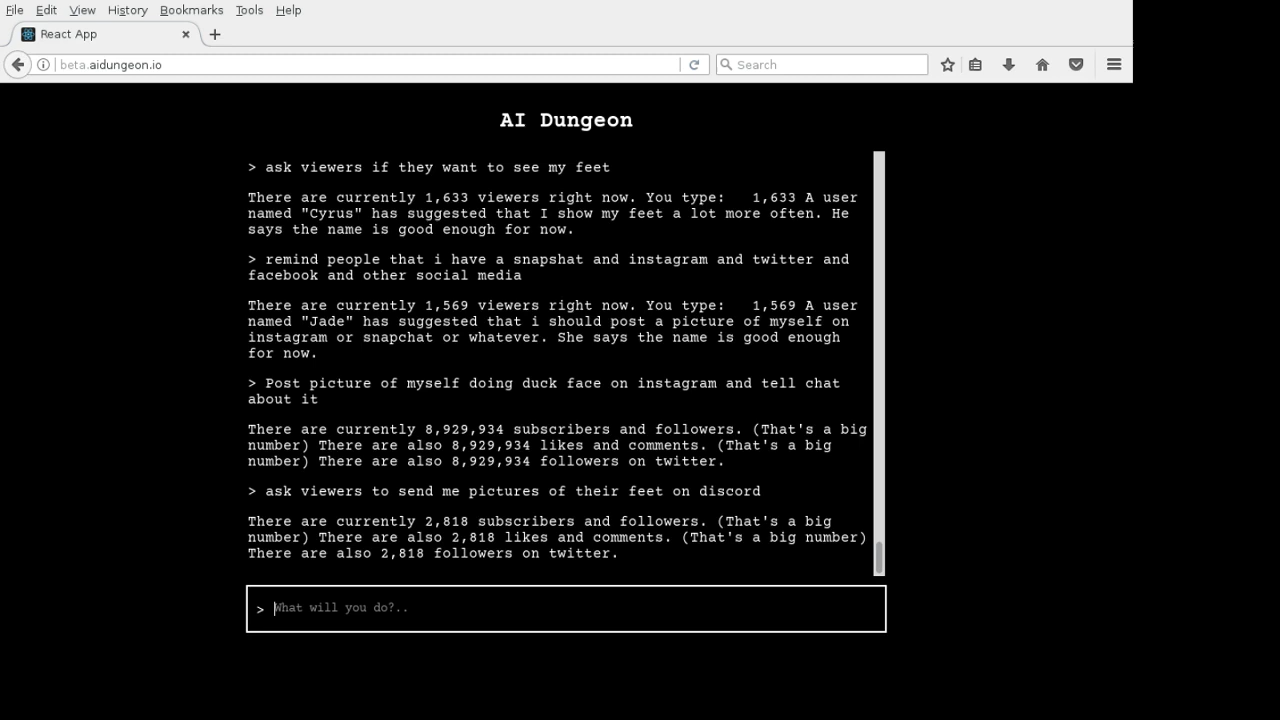 File Edit View History Bookmarks Tools Help
React App
beta.aidungeon.io
Search
AI Dungeon
> ask viewers if they want to see my feet
There are currently 1,633 viewers right now. You type:   1,633 A user
named "Cyrus" has suggested that I show my feet a lot more often. He
says the name is good enough for now.
> remind people that i have a snapshat and instagram and twitter and
facebook and other social media
There are currently 1,569 viewers right now. You type:   1,569 A user
named "Jade" has suggested that i should post a picture of myself on
instagram or snapchat or whatever. She says the name is good enough
for now.
> Post picture of myself doing duck face on instagram and tell chat
about it
There are currently 8,929,934 subscribers and followers. (That's a big
number) There are also 8,929,934 likes and comments. (That's a big
number) There are also 8,929,934 followers on twitter.
> ask viewers to send me pictures of their feet on discord
There are currently 2,818 subscribers and followers. (That's a big
number) There are also 2,818 likes and comments. (That's a big number)
There are also 2,818 followers on twitter.
> What will you do?..